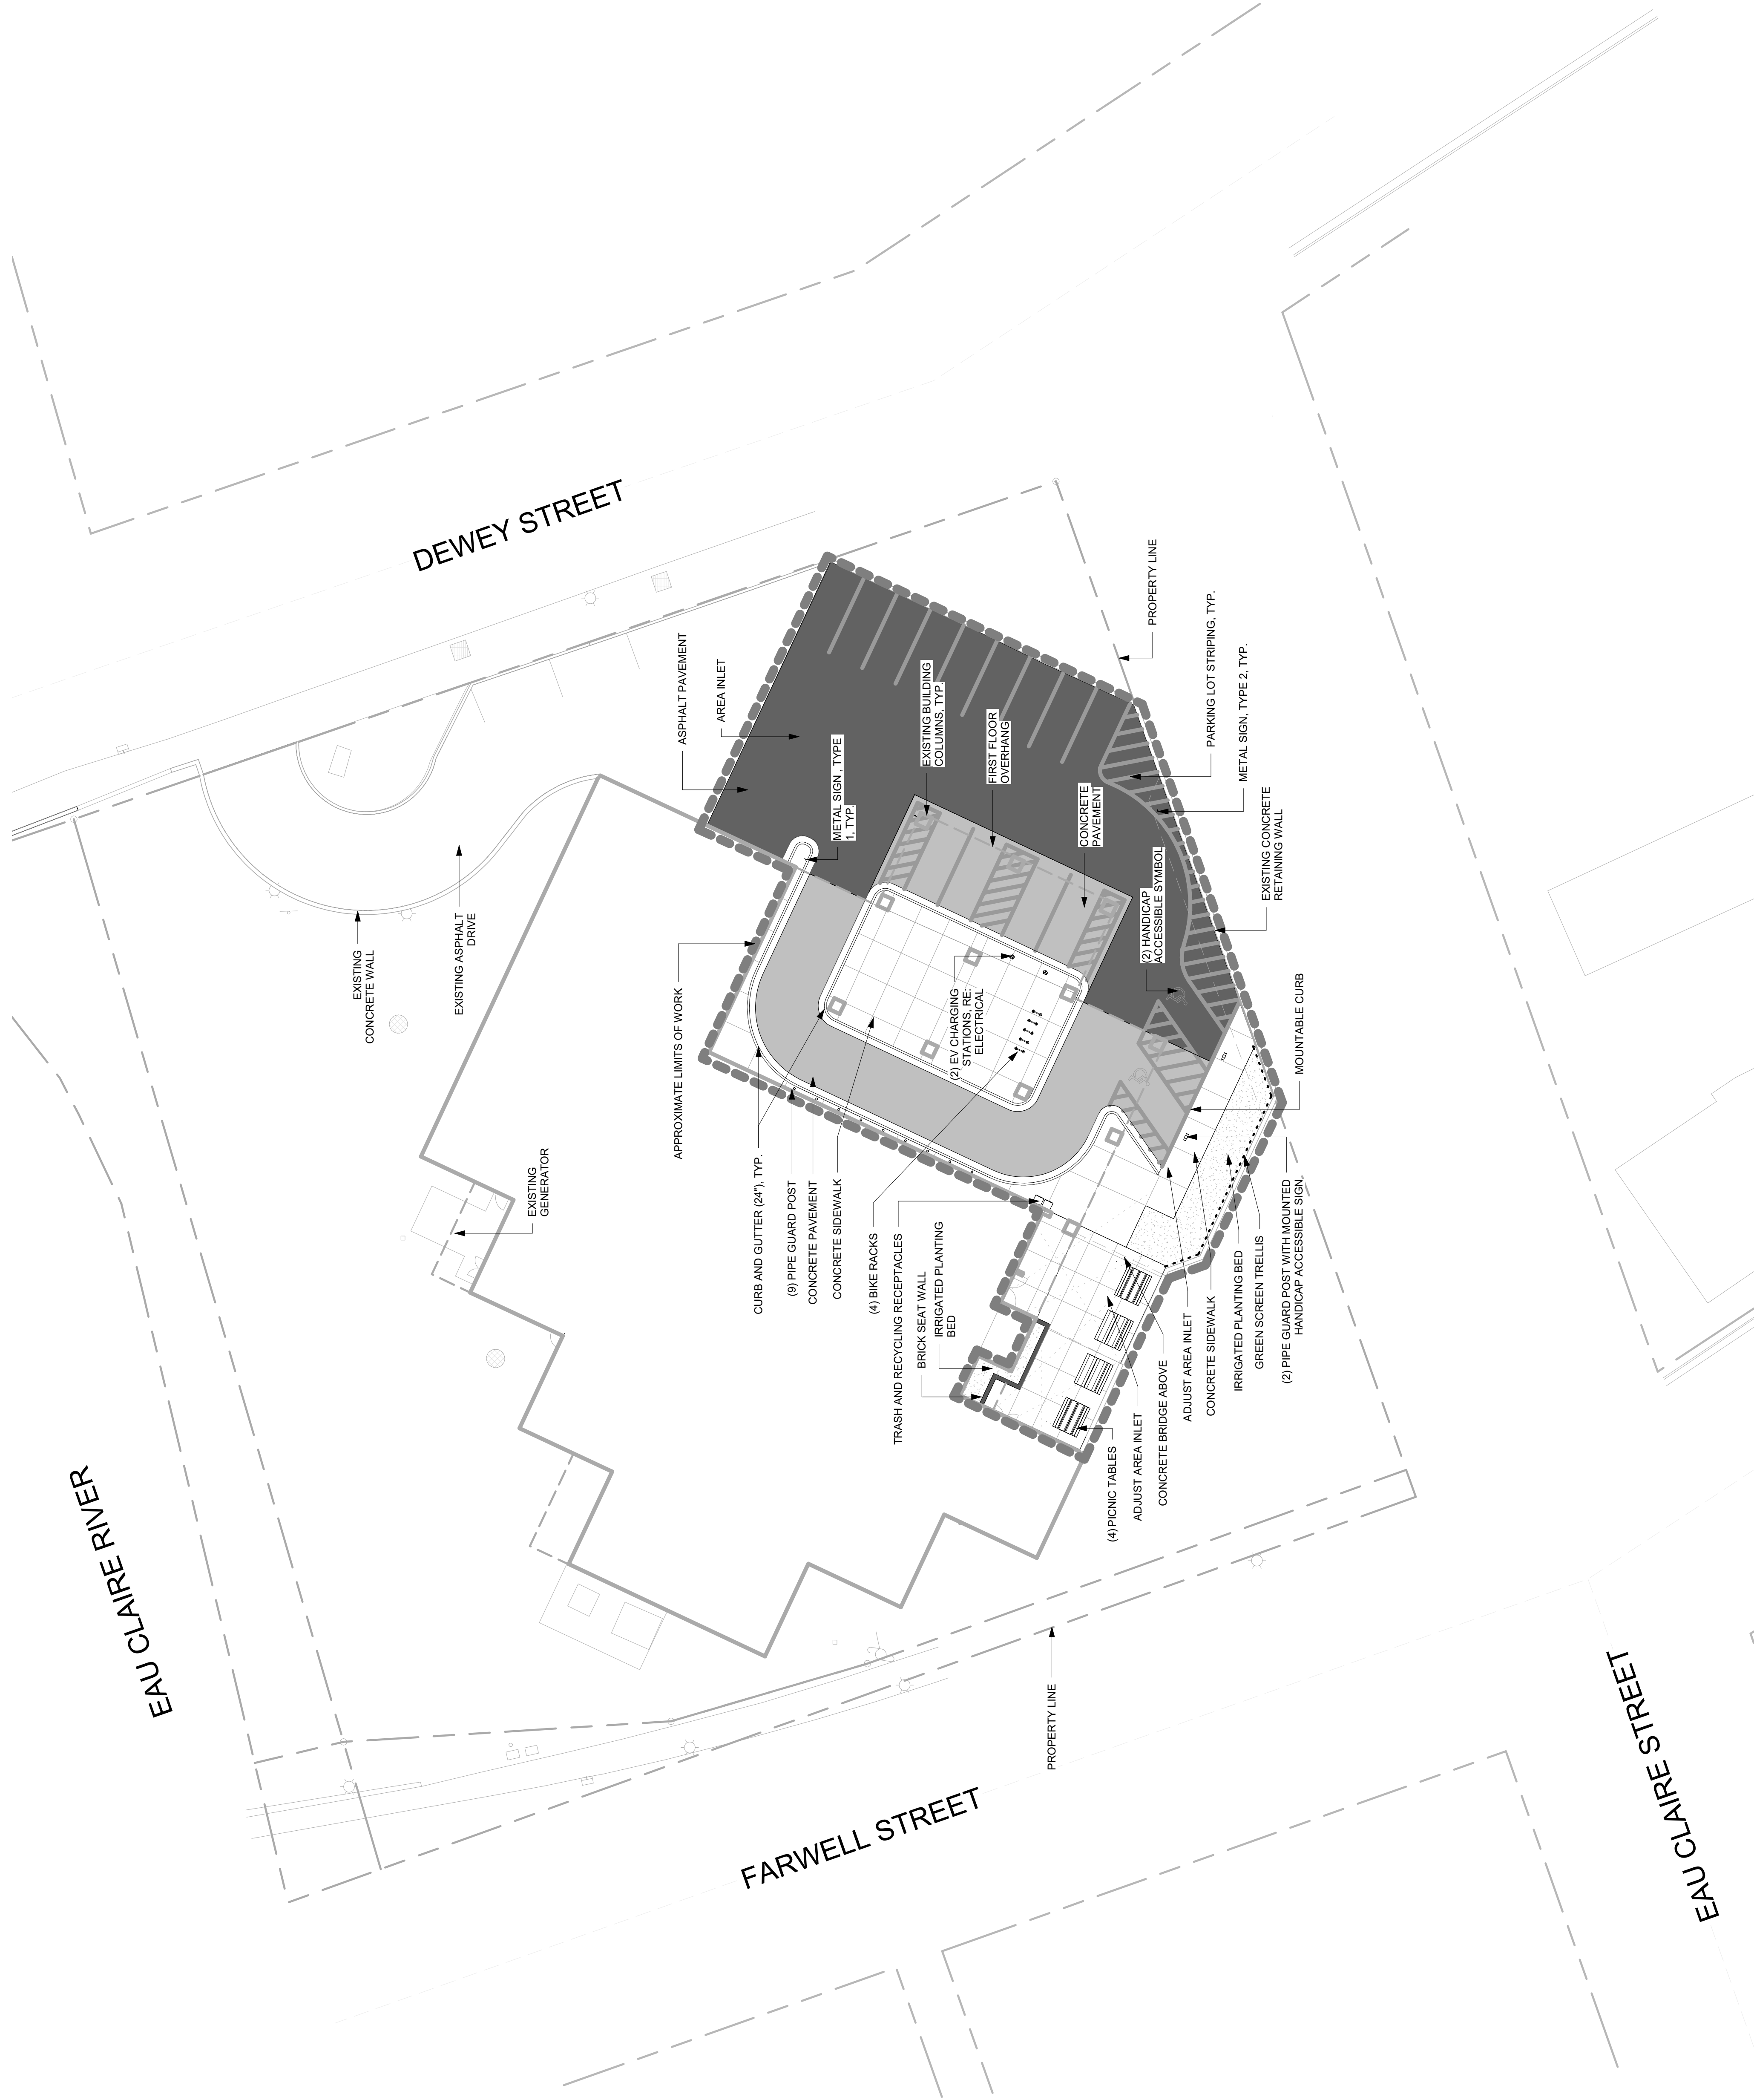 DEWEY STREET
EAU CLAIRE RIVER
FARWELL STREET
EAU CLAIRE STREET
EXISTING
CONCRETE WALL
EXISTING ASPHALT
DRIVE
EXISTING
GENERATOR
APPROXIMATE LIMITS OF WORK
ASPHALT PAVEMENT
AREA INLET
METAL SIGN , TYPE
1, TYP.
EXISTING BUILDING
COLUMNS, TYP.
FIRST FLOOR
OVERHANG
CONCRETE
PAVEMENT
(2) HANDICAP
ACCESSIBLE SYMBOL
(2) EV CHARGING
STATIONS, RE:
ELECTRICAL
PROPERTY LINE
PARKING LOT STRIPING, TYP.
METAL SIGN, TYPE 2, TYP.
EXISTING CONCRETE
RETAINING WALL
MOUNTABLE CURB
CURB AND GUTTER (24"), TYP.
(9) PIPE GUARD POST
CONCRETE PAVEMENT
CONCRETE SIDEWALK
(4) BIKE RACKS
TRASH AND RECYCLING RECEPTACLES
BRICK SEAT WALL
IRRIGATED PLANTING
BED
(4) PICNIC TABLES
ADJUST AREA INLET
CONCRETE BRIDGE ABOVE
ADJUST AREA INLET
CONCRETE SIDEWALK
IRRIGATED PLANTING BED
GREEN SCREEN TRELLIS
(2) PIPE GUARD POST WITH MOUNTED
HANDICAP ACCESSIBLE SIGN.
PROPERTY LINE